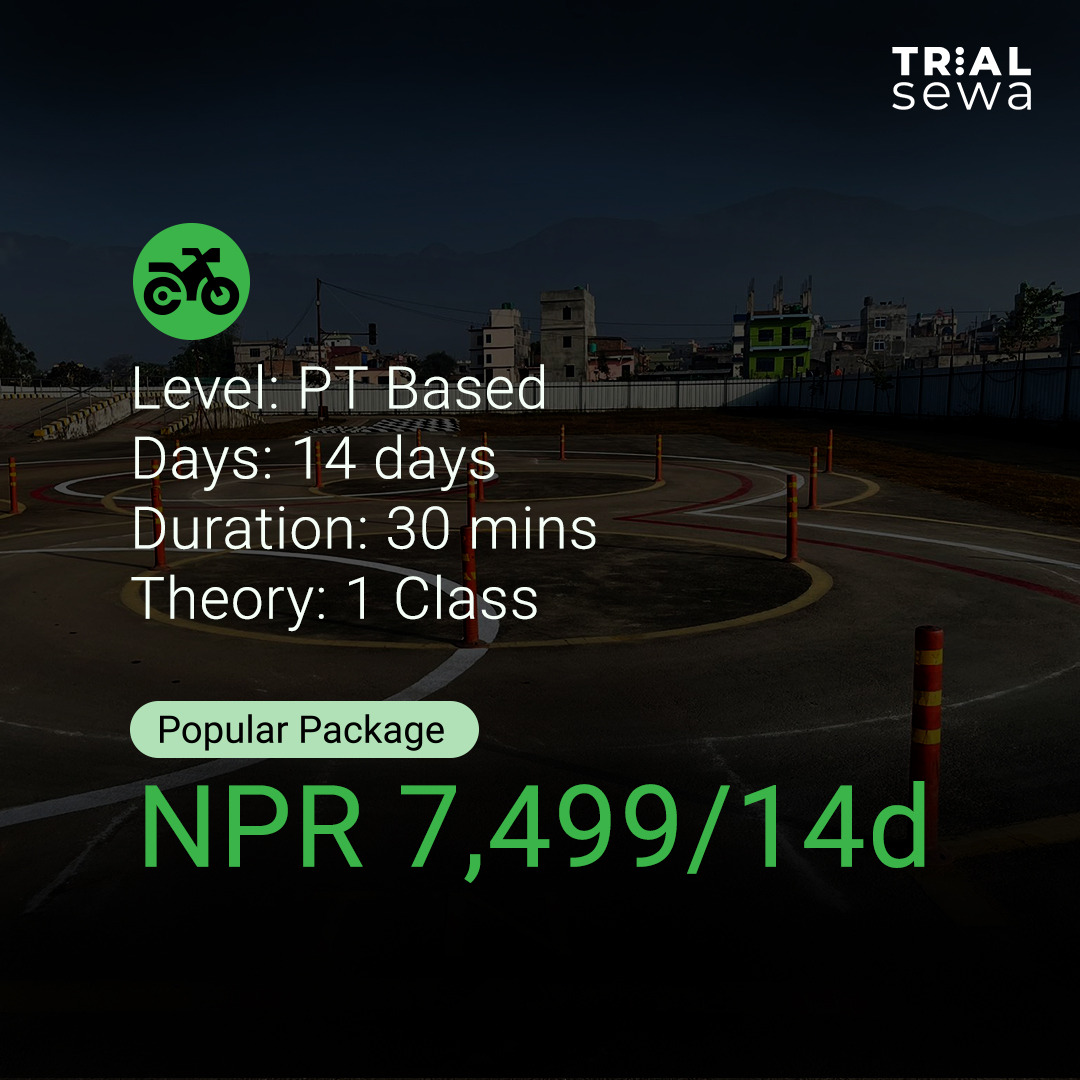 TRIAL
sewa
Level: PT Based
Days: 14 days
Duration: 30 mins
Theory: 1 Class
Popular Package
NPR 7,499/14d